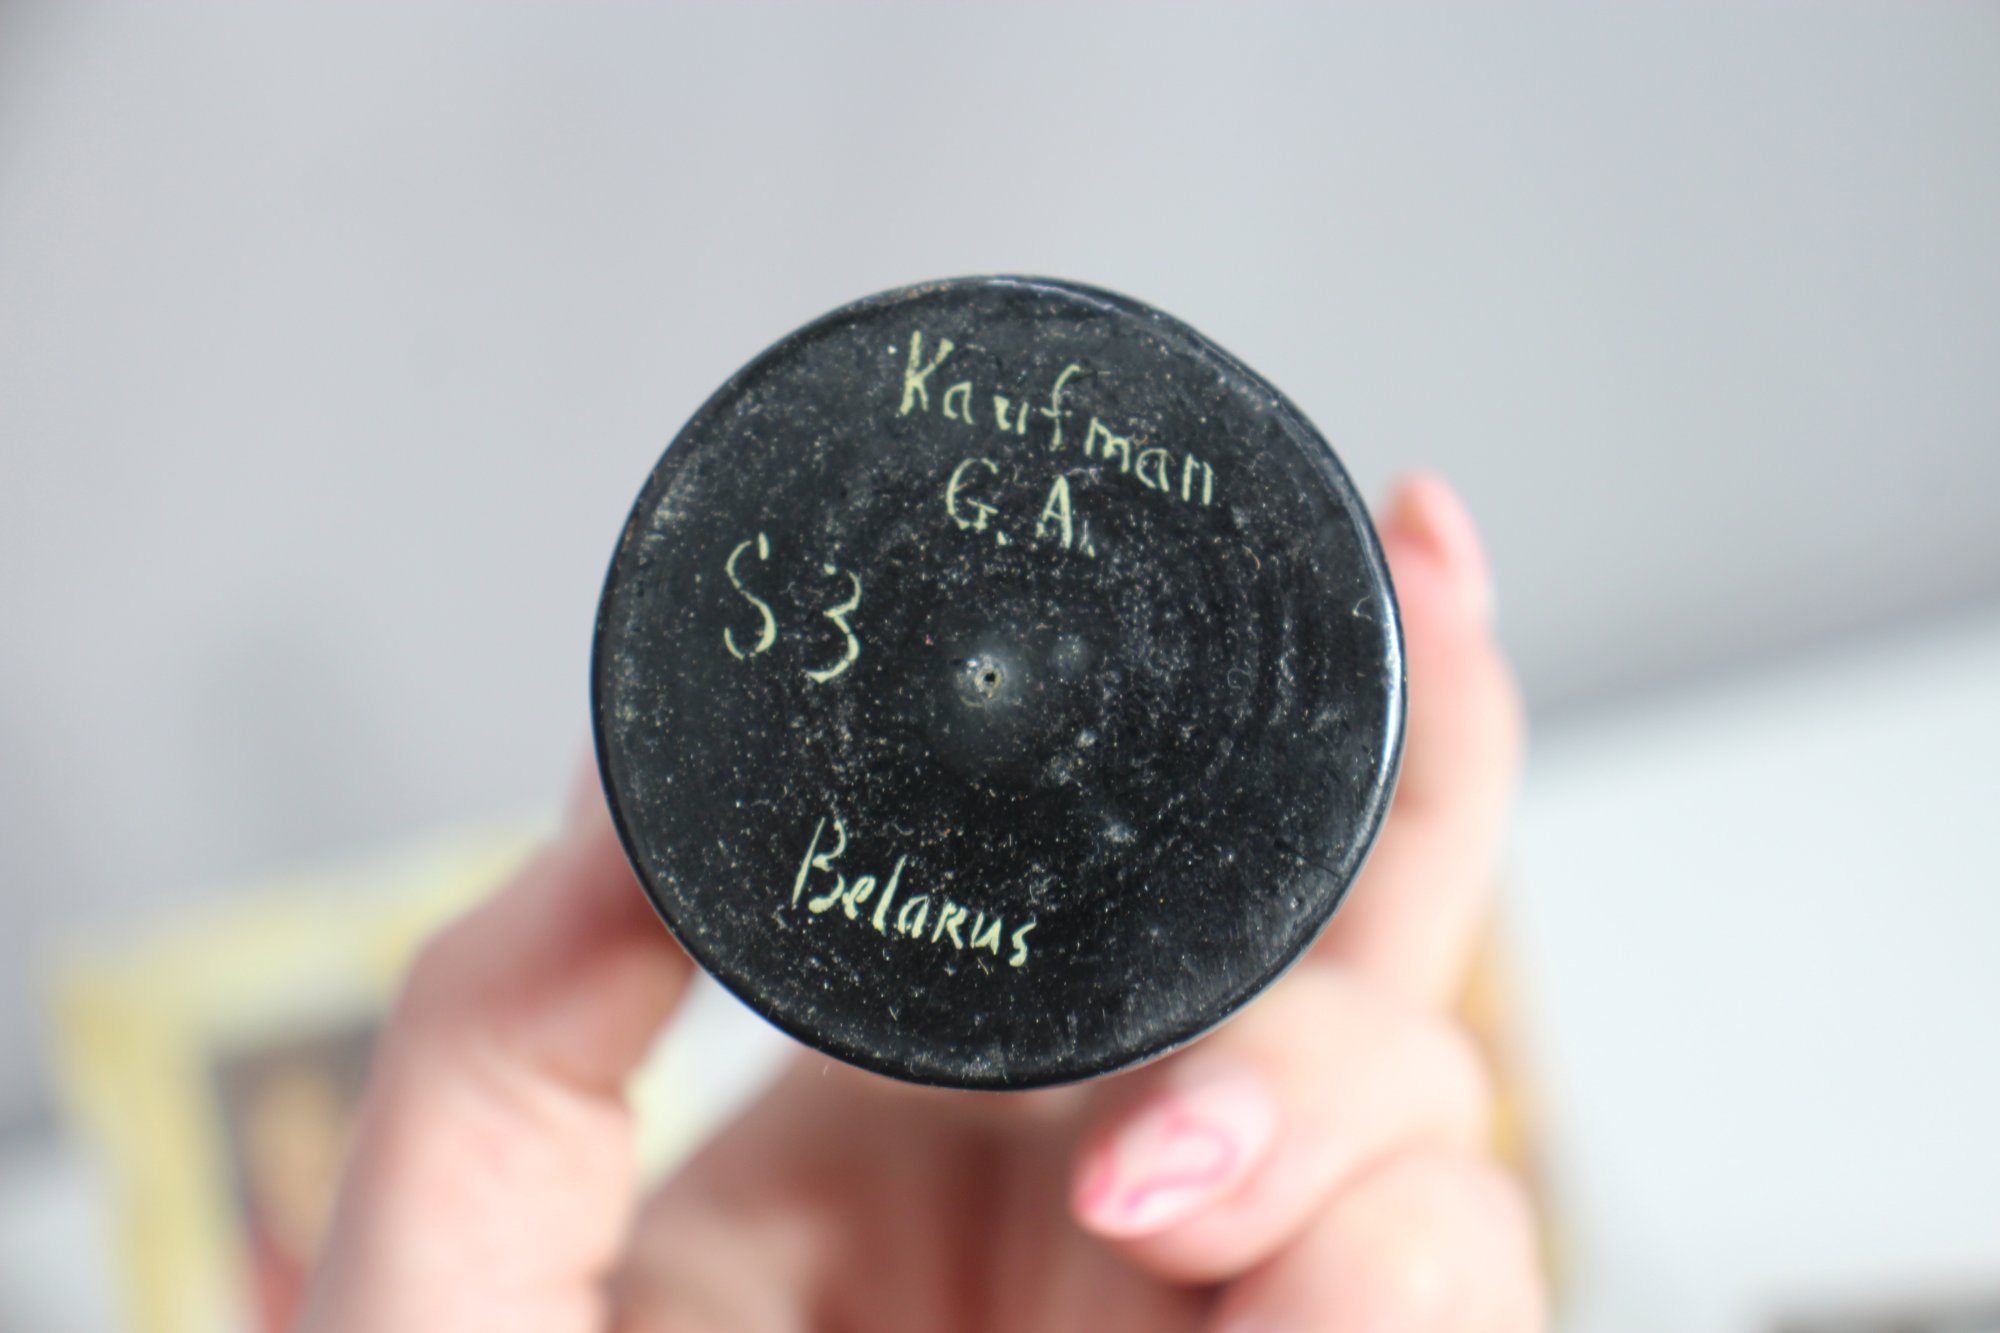 Kaufman
G. A.
S3
Belarus